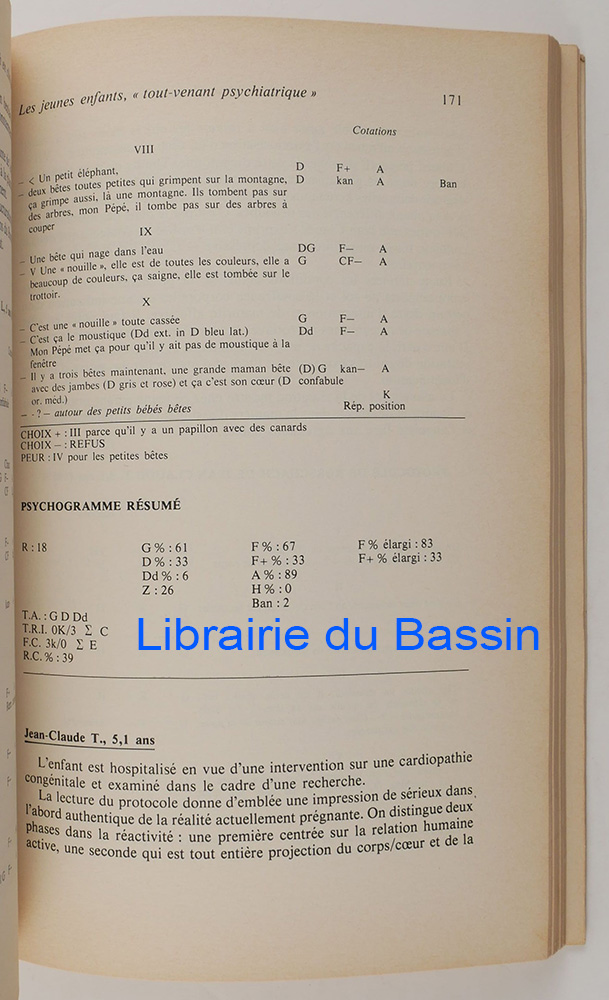 Les jeunes enfants, « tout-venant psychiatrique » 171
Cotations
VIII
– < Un petit éléphant, D F+ A
– deux bêtes toutes petites qui grimpent sur la montagne, D kan A Ban
ça grimpe aussi, là une montagne. Ils tombent pas sur
des arbres, mon Pépé, il tombe pas sur des arbres à
couper
IX
– Une bête qui nage dans l'eau DG F– A
– V Une « nouille », elle est de toutes les couleurs, elle a G CF– A
beaucoup de couleurs, ça saigne, elle est tombée sur le
trottoir.
X
– C'est une « nouille » toute cassée G F– A
– C'est ça le moustique (Dd ext. in D bleu lat.) Dd F– A
Mon Pépé met ça pour qu'il y ait pas de moustique à la
fenêtre
– Il y a trois bêtes maintenant, une grande maman bête (D) G kan– A
avec des jambes (D gris et rose) et ça c'est son cœur (D confabule
or. méd.) K
– · ? – autour des petits bébés bêtes Rép. position
CHOIX + : III parce qu'il y a un papillon avec des canards
CHOIX – : REFUS
PEUR : IV pour les petites bêtes
PSYCHOGRAMME RÉSUMÉ
R : 18 G % : 61 F % : 67 F % élargi : 83
D % : 33 F+ % : 33 F+ % élargi : 33
Dd % : 6 A % : 89
Z : 26 H % : 0
Ban : 2
T.A. : G D Dd
T.R.I. 0K/3 Σ C
F.C. 3k/0 Σ E
R.C. % : 39
Librairie du Bassin
Jean-Claude T., 5,1 ans
L'enfant est hospitalisé en vue d'une intervention sur une cardiopathie
congénitale et examiné dans le cadre d'une recherche.
La lecture du protocole donne d'emblée une impression de sérieux dans
l'abord authentique de la réalité actuellement prégnante. On distingue deux
phases dans la réactivité : une première centrée sur la relation humaine
active, une seconde qui est tout entière projection du corps/cœur et de la